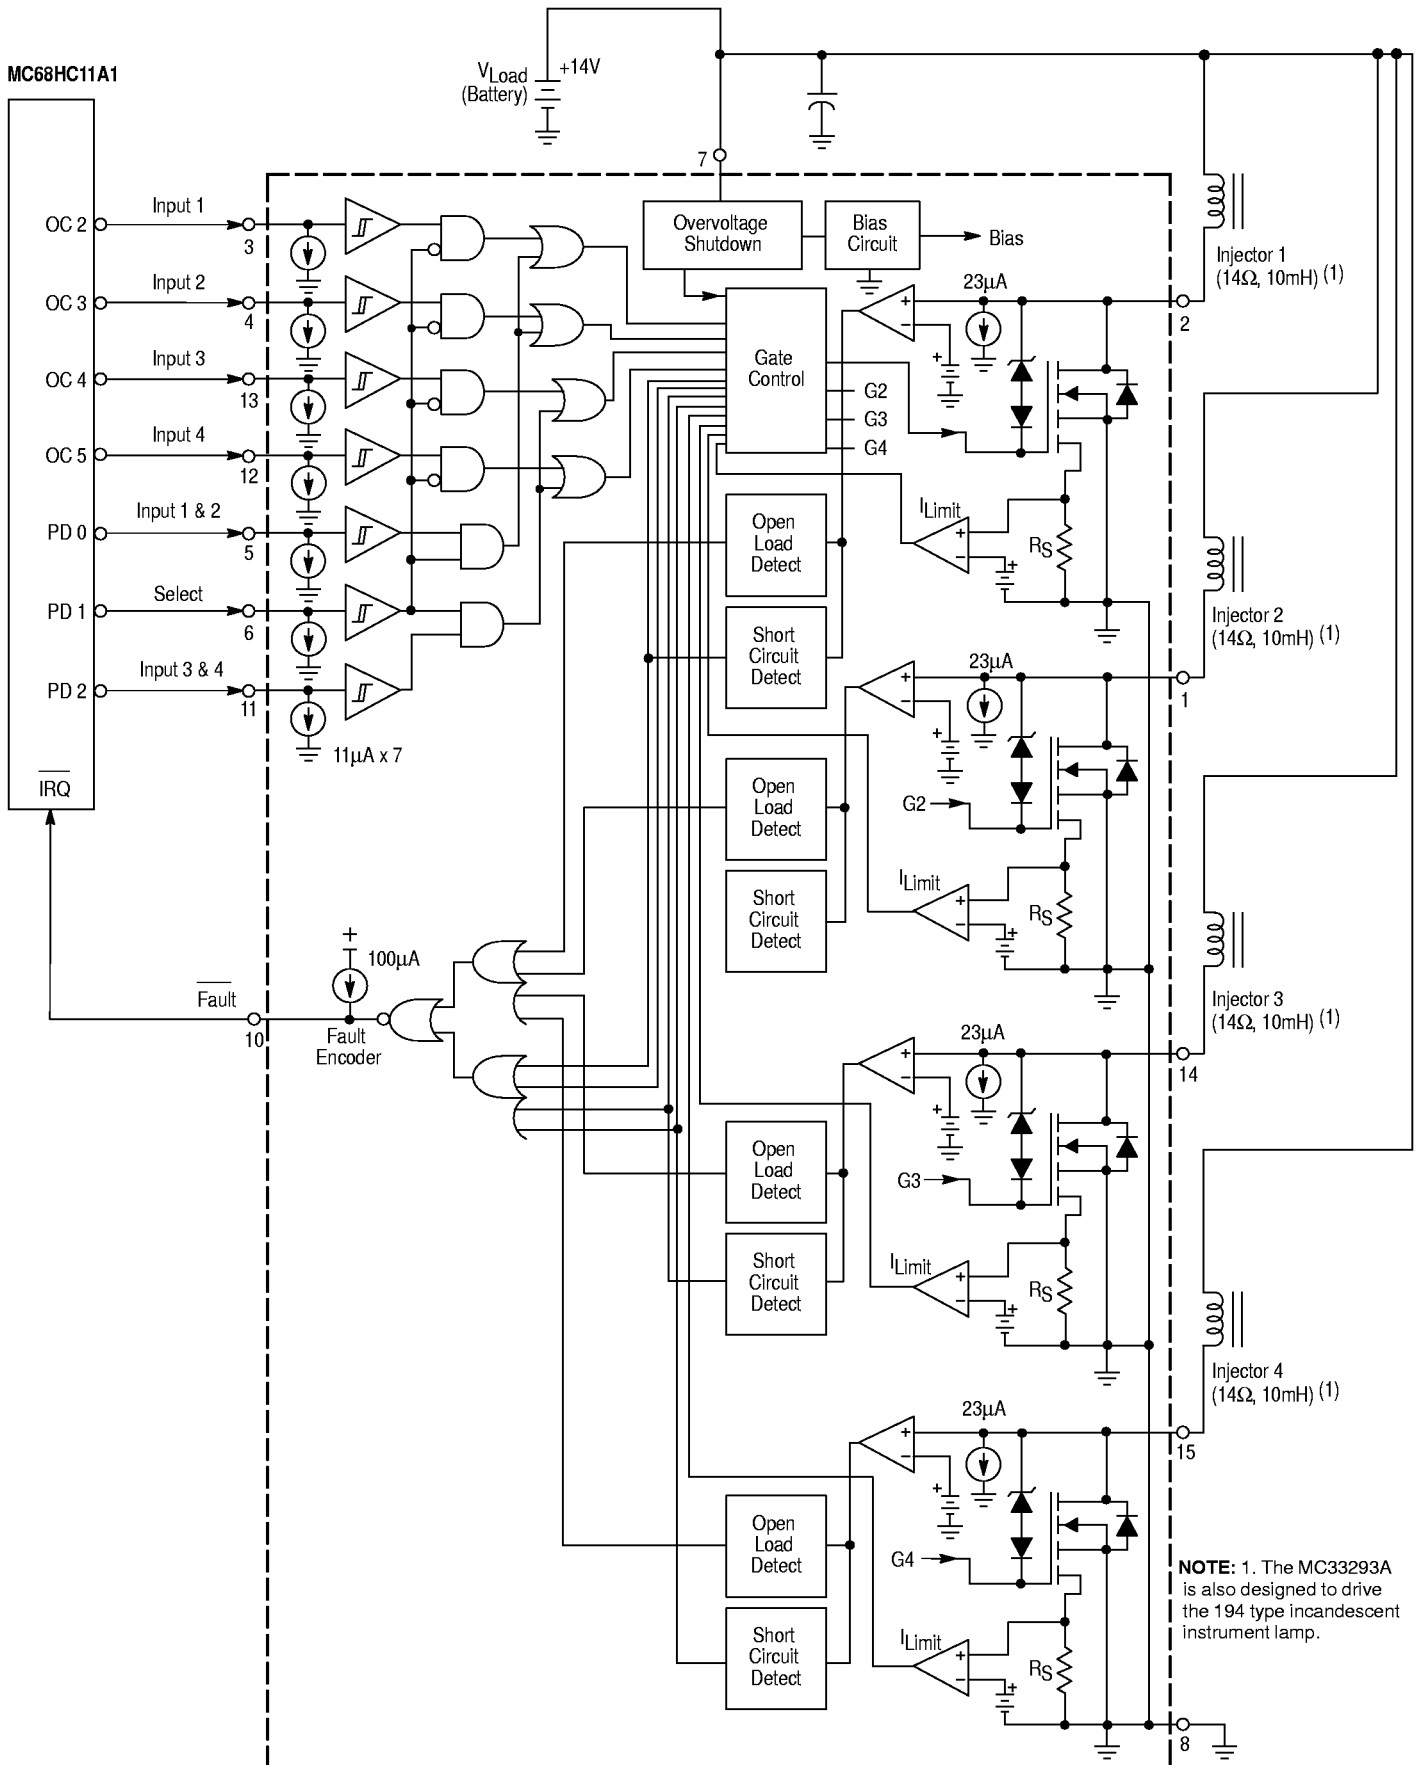 MC68HC11A1
VLoad
(Battery)
+14V
7
OC 2
Input 1
3
OC 3
Input 2
4
OC 4
Input 3
13
OC 5
Input 4
12
PD 0
Input 1 & 2
5
PD 1
Select
6
PD 2
Input 3 & 4
11
11µA x 7
IRQ
Overvoltage
Shutdown
Bias
Circuit
Bias
Gate
Control
G2
G3
G4
+
−
+
23µA
2
Injector 1
(14Ω, 10mH) (1)
ILimit
+
−
+
RS
Open
Load
Detect
Short
Circuit
Detect
+
−
+
23µA
1
Injector 2
(14Ω, 10mH) (1)
G2
ILimit
+
−
+
RS
Open
Load
Detect
Short
Circuit
Detect
+
100µA
Fault
10
Fault
Encoder
+
−
+
23µA
14
Injector 3
(14Ω, 10mH) (1)
G3
ILimit
+
−
+
RS
Open
Load
Detect
Short
Circuit
Detect
+
−
+
23µA
15
Injector 4
(14Ω, 10mH) (1)
G4
ILimit
+
−
+
RS
Open
Load
Detect
Short
Circuit
Detect
8
NOTE: 1. The MC33293A
is also designed to drive
the 194 type incandescent
instrument lamp.